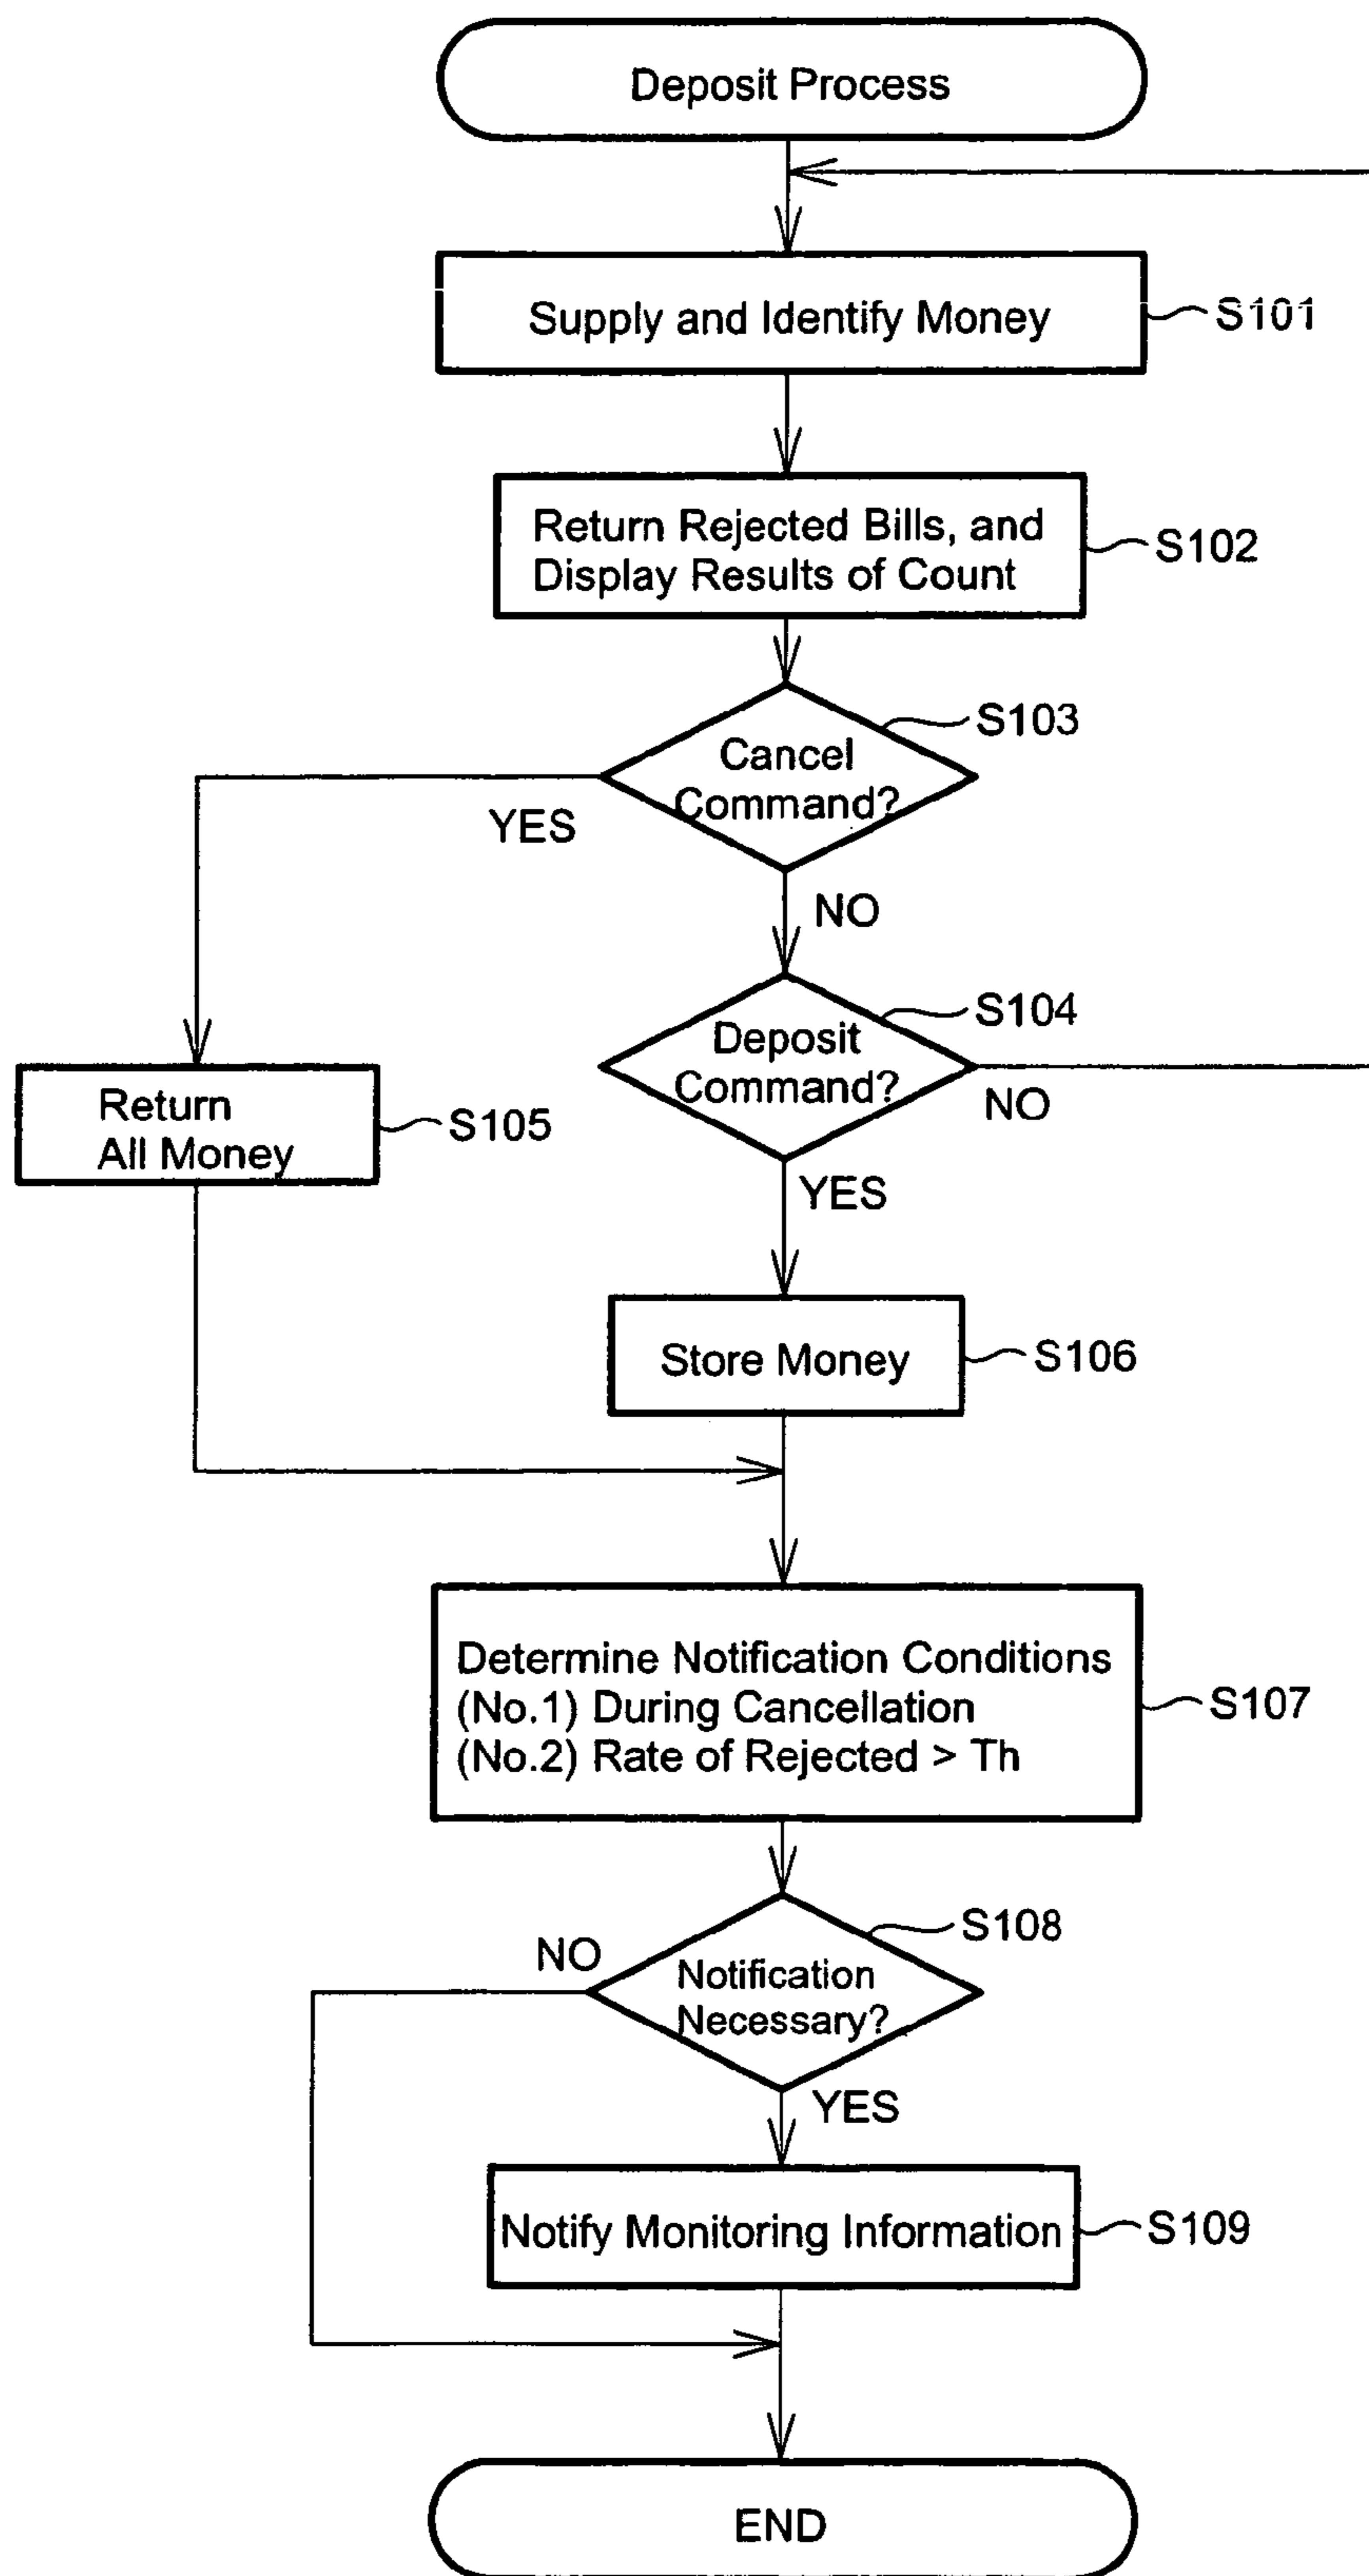 Deposit Process
Supply and Identify Money
S101
Return Rejected Bills, and
Display Results of Count
S102
S103
Cancel
Command?
YES
NO
S104
Deposit
Command?
NO
Return
All Money
S105
YES
Store Money
S106
Determine Notification Conditions
(No.1) During Cancellation
(No.2) Rate of Rejected > Th
S107
S108
NO
Notification
Necessary?
YES
Notify Monitoring Information
S109
END